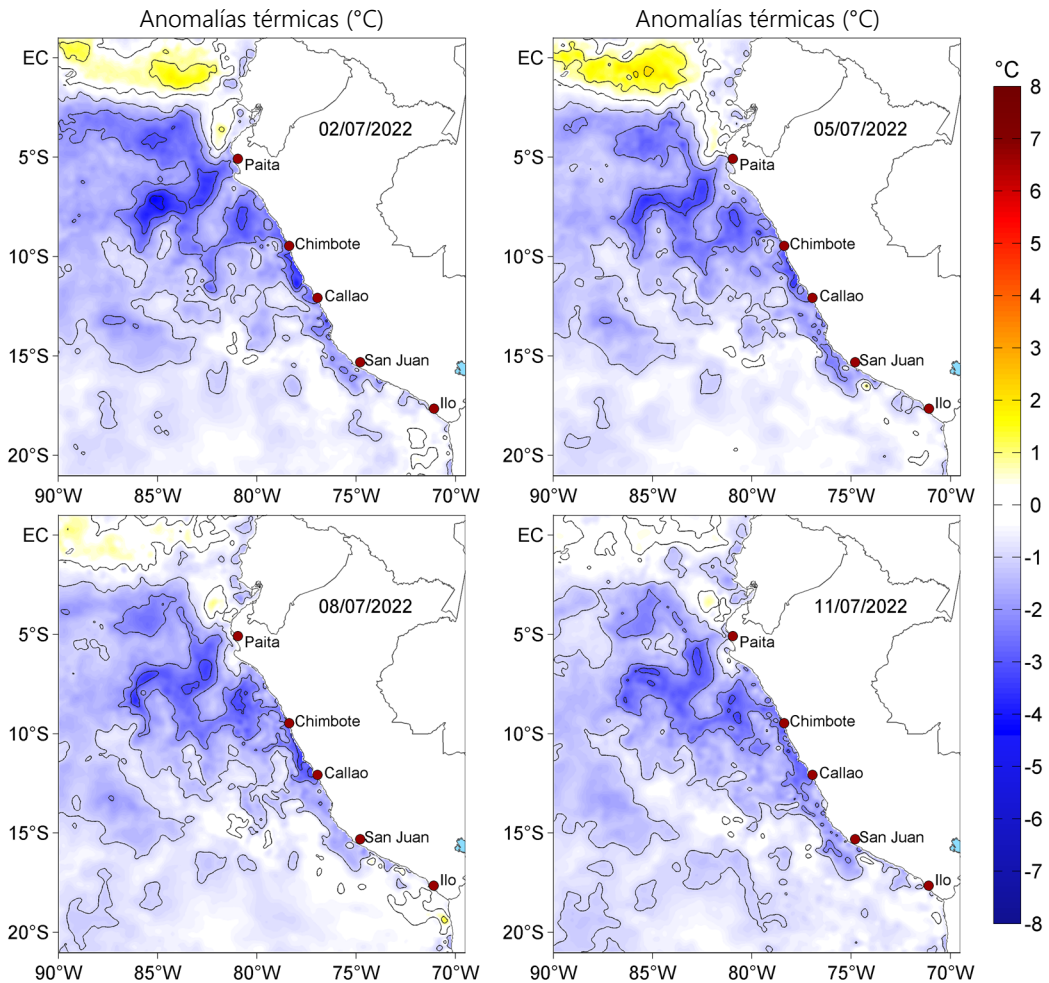 Anomalías térmicas (°C)
Anomalías térmicas (°C)
EC
5°S
10°S
15°S
20°S
90°W
85°W
80°W
75°W
70°W
02/07/2022
Paita
Chimbote
Callao
San Juan
Ilo
EC
5°S
10°S
15°S
20°S
90°W
85°W
80°W
75°W
70°W
05/07/2022
Paita
Chimbote
Callao
San Juan
Ilo
°C
8
7
6
5
4
3
2
1
0
-1
-2
-3
-4
-5
-6
-7
-8
EC
5°S
10°S
15°S
20°S
90°W
85°W
80°W
75°W
70°W
08/07/2022
Paita
Chimbote
Callao
San Juan
Ilo
EC
5°S
10°S
15°S
20°S
90°W
85°W
80°W
75°W
70°W
11/07/2022
Paita
Chimbote
Callao
San Juan
Ilo